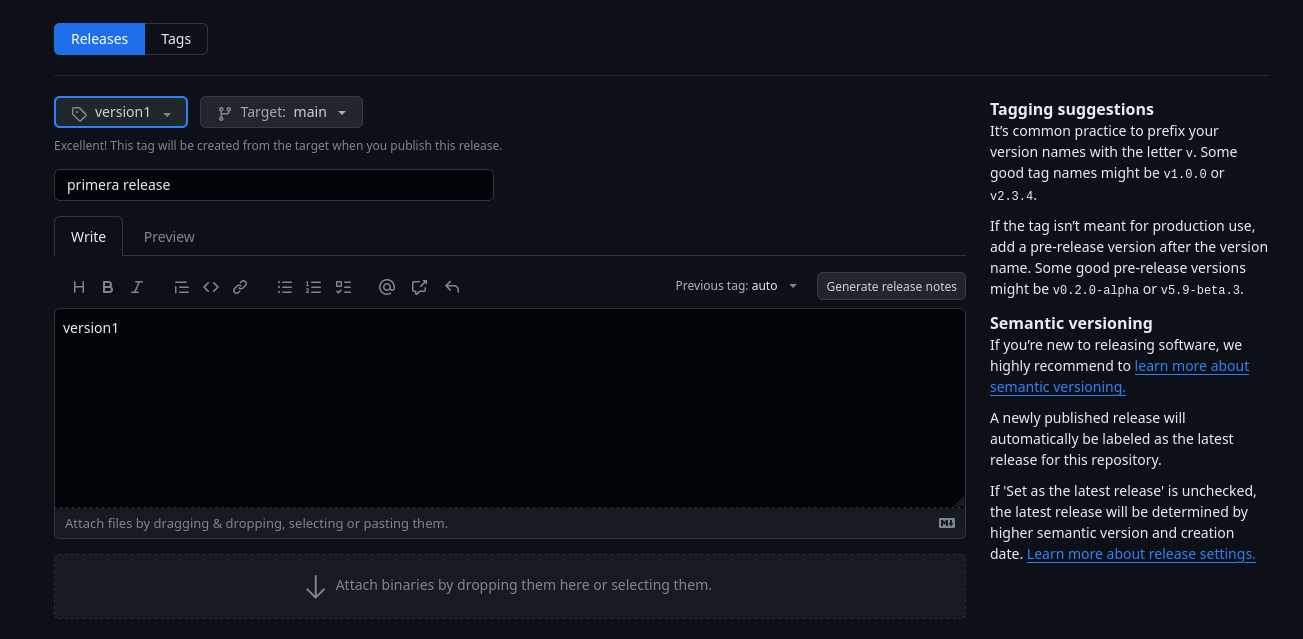 Releases Tags
version1 Target: main
Excellent! This tag will be created from the target when you publish this release.
primera release
Write Preview
H B I @ Previous tag: auto Generate release notes
version1
Attach files by dragging & dropping, selecting or pasting them.
Attach binaries by dropping them here or selecting them.
Tagging suggestions
It’s common practice to prefix your
version names with the letter v. Some
good tag names might be v1.0.0 or
v2.3.4.
If the tag isn’t meant for production use,
add a pre-release version after the version
name. Some good pre-release versions
might be v0.2.0-alpha or v5.9-beta.3.
Semantic versioning
If you’re new to releasing software, we
highly recommend to learn more about
semantic versioning.
A newly published release will
automatically be labeled as the latest
release for this repository.
If 'Set as the latest release' is unchecked,
the latest release will be determined by
higher semantic version and creation
date. Learn more about release settings.